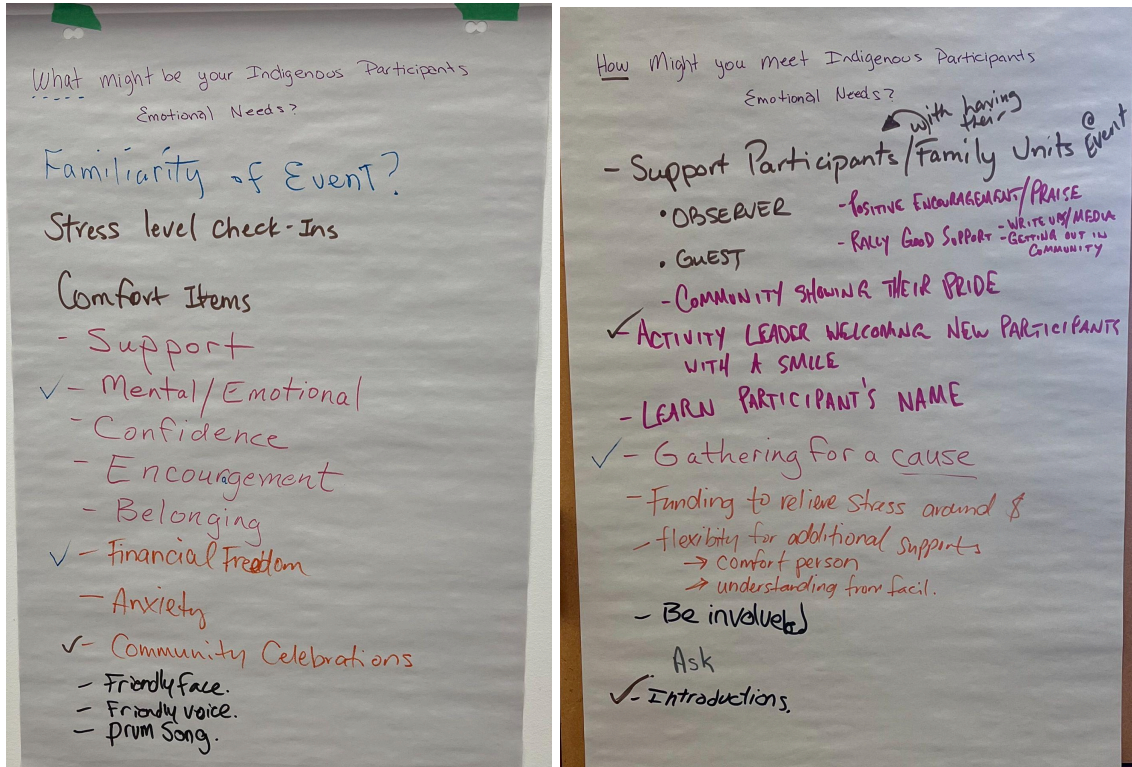 What might be your Indigenous Participants
Emotional Needs?
Familiarity of Event?
Stress level check-Ins
Comfort Items
- Support
✓ - Mental/Emotional
- Confidence
- Encouragement
- Belonging
✓ - Financial Freedom
- Anxiety
✓ - Community Celebrations
- Friendly face.
- Friendly voice.
- Drum Song.
How Might you meet Indigenous Participants
Emotional Needs?
with having
their
- Support Participants/Family Units @ Event
• OBSERVER
• GUEST
- POSITIVE ENCOURAGEMENT/PRAISE
- RALLY GOOD SUPPORT - WRITE UPS/MEDIA
- GETTING OUT IN
COMMUNITY
- COMMUNITY SHOWING THEIR PRIDE
✓ - ACTIVITY LEADER WELCOMING NEW PARTICIPANTS
WITH A SMILE
- LEARN PARTICIPANT'S NAME
✓ - Gathering for a cause
- Funding to relieve stress around $
- flexibity for additional supports
→ comfort person
→ understanding from facil.
- Be involved
Ask
✓ - Introductions.